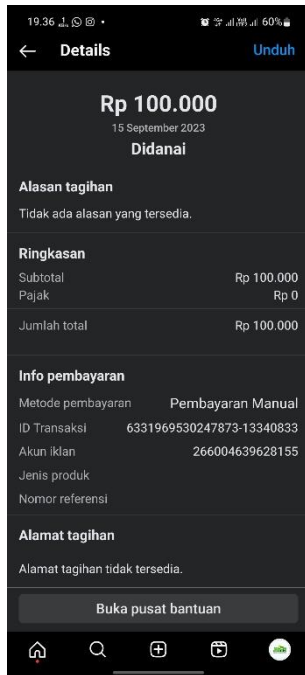 19.36
60%
Details
Unduh
Rp 100.000
15 September 2023
Didanai
Alasan tagihan
Tidak ada alasan yang tersedia.
Ringkasan
Subtotal Rp 100.000
Pajak Rp 0
Jumlah total Rp 100.000
Info pembayaran
Metode pembayaran Pembayaran Manual
ID Transaksi 6331969530247873-13340833
Akun iklan 266004639628155
Jenis produk
Nomor referensi
Alamat tagihan
Alamat tagihan tidak tersedia.
Buka pusat bantuan